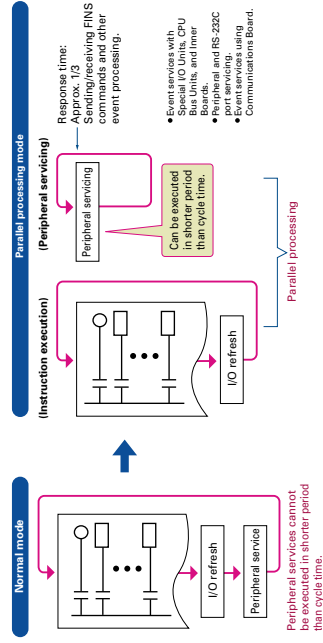 Normal mode
I/O refresh
Peripheral service
Peripheral services cannot
be executed in shorter period
than cycle time.
Parallel processing mode
(Instruction execution)
I/O refresh
(Peripheral servicing)
Peripheral servicing
Can be executed
in shorter period
than cycle time.
Response time:
Approx. 1/3
Sending/receiving FINS
commands and other
event processing.
• Event services with
Special I/O Units, CPU
Bus Units, and Inner
Boards.
• Peripheral and RS-232C
port servicing.
• Event services using
Communications Board.
Parallel processing